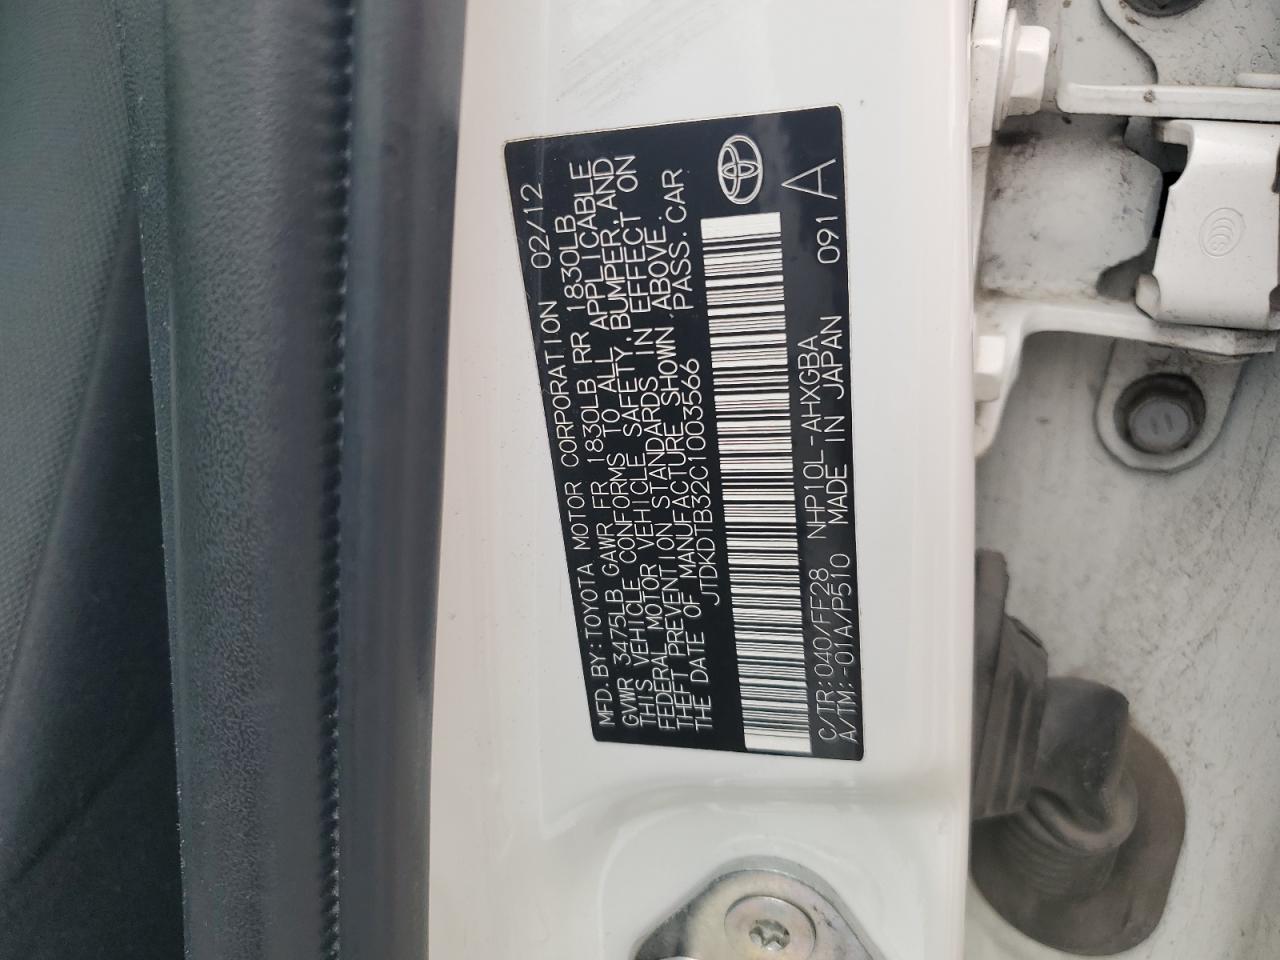 MFD. BY: TOYOTA MOTOR CORPORATION 02/12
GVWR 3475LB GAWR FR 1830LB RR 1830LB
THIS VEHICLE CONFORMS TO ALL APPLICABLE
FEDERAL MOTOR VEHICLE SAFETY, BUMPER, AND
THEFT PREVENTION STANDARDS IN EFFECT ON
THE DATE OF MANUFACTURE SHOWN ABOVE.
JTDKDTB32C1003566 PASS. CAR
C/TR: 040/FF28 NHP10L-AHXGBA
A/TM: -01A/P510 MADE IN JAPAN 091 A